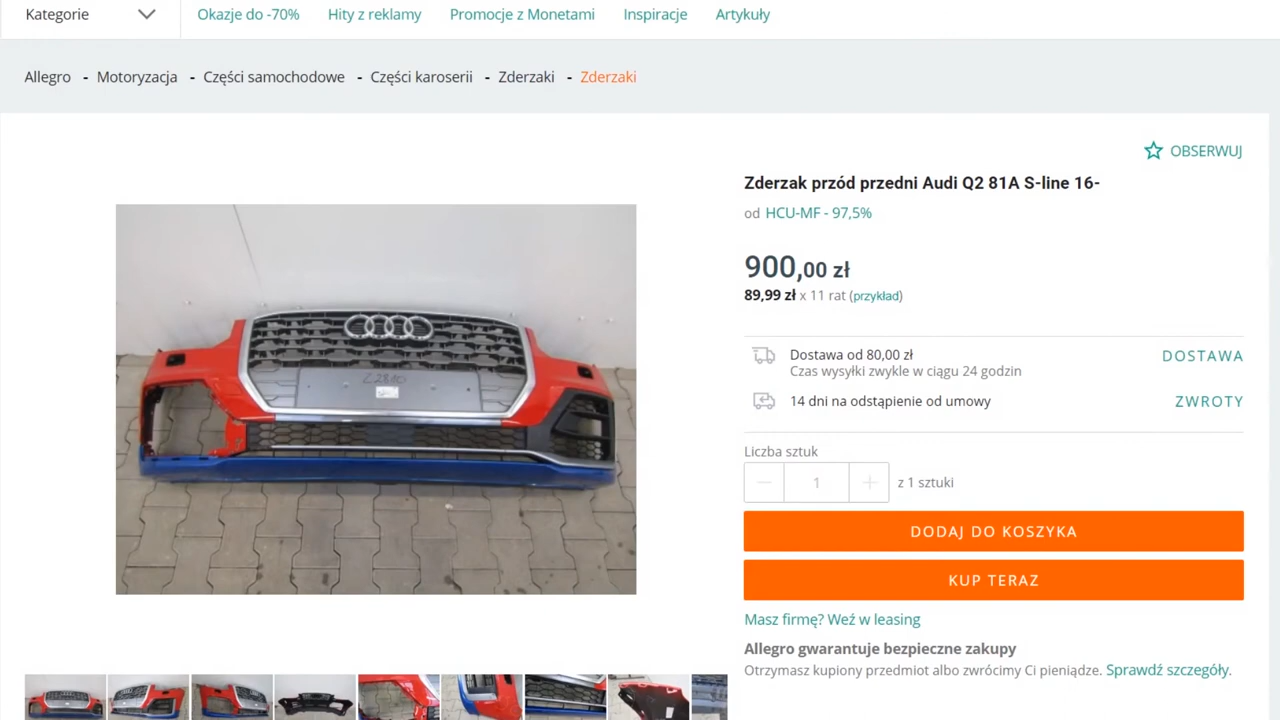 Kategorie
Okazje do -70%
Hity z reklamy
Promocje z Monetami
Inspiracje
Artykuły
Allegro - Motoryzacja - Części samochodowe - Części karoserii - Zderzaki - Zderzaki
OBSERWUJ
Zderzak przód przedni Audi Q2 81A S-line 16-
od HCU-MF - 97,5%
900,00 zł
89,99 zł x 11 rat (przykład)
Dostawa od 80,00 zł
DOSTAWA
Czas wysyłki zwykle w ciągu 24 godzin
14 dni na odstąpienie od umowy
ZWROTY
Liczba sztuk
1
z 1 sztuki
DODAJ DO KOSZYKA
KUP TERAZ
Masz firmę? Weź w leasing
Allegro gwarantuje bezpieczne zakupy
Otrzymasz kupiony przedmiot albo zwrócimy Ci pieniądze. Sprawdź szczegóły.